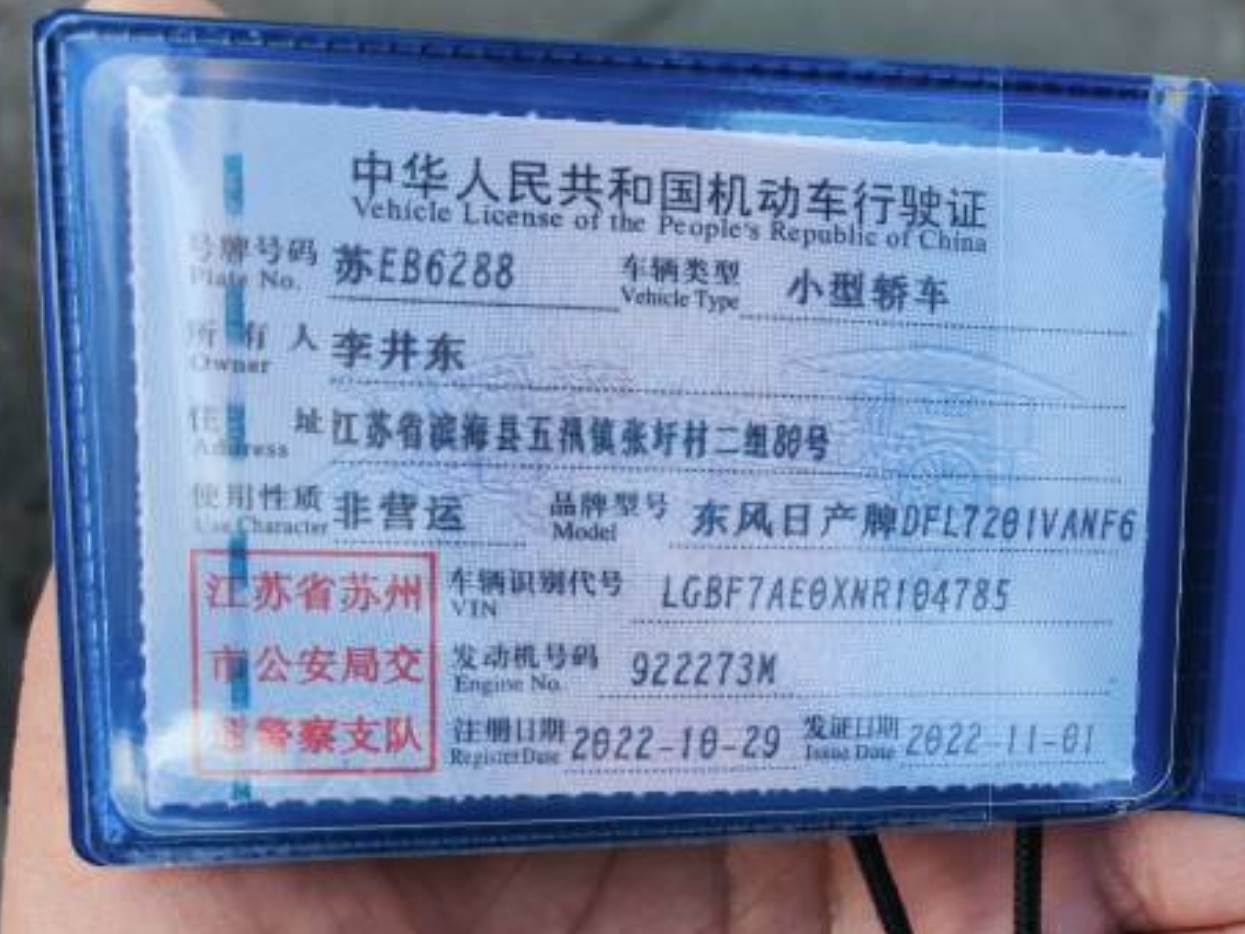 中华人民共和国机动车行驶证
Vehicle License of the People's Republic of China
号牌号码 苏EB6288 车辆类型 小型轿车
Plate No. Vehicle Type
所有人 李井东
Owner
住址 江苏省滨海县五汛镇张圩村二组80号
Address
使用性质 非营运 品牌型号 东风日产牌DFL7201VANF6
Use Character Model
江苏省苏州 车辆识别代号 LGBF7AE0XNR104785
VIN
市公安局交 发动机号码 922273M
Engine No.
通警察支队 注册日期 2022-10-29 发证日期 2022-11-01
Register Date Issue Date